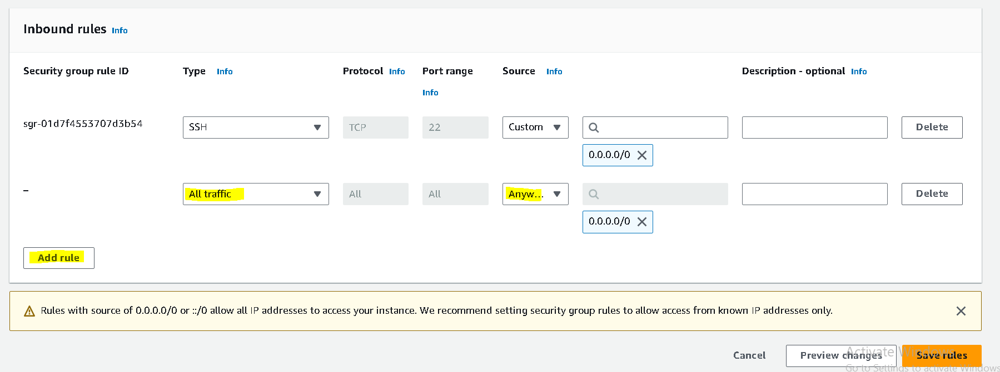 Inbound rules Info
Security group rule ID Type Info Protocol Info Port range Info Source Info Description - optional Info
sgr-01d7f4553707d3b54 SSH TCP 22 Custom Delete
0.0.0.0/0
– All traffic All All Anyw... Delete
0.0.0.0/0
Add rule
Rules with source of 0.0.0.0/0 or ::/0 allow all IP addresses to access your instance. We recommend setting security group rules to allow access from known IP addresses only.
Cancel Preview changes Save rules
Activate Windows
Go to Settings to activate Windows